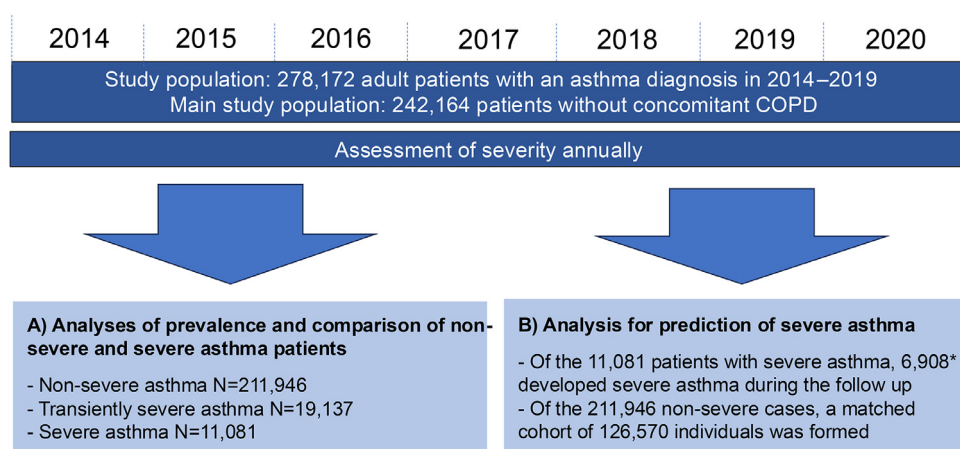 2014 2015 2016 2017 2018 2019 2020
Study population: 278,172 adult patients with an asthma diagnosis in 2014–2019
Main study population: 242,164 patients without concomitant COPD
Assessment of severity annually
A) Analyses of prevalence and comparison of non-
severe and severe asthma patients
- Non-severe asthma N=211,946
- Transiently severe asthma N=19,137
- Severe asthma N=11,081
B) Analysis for prediction of severe asthma
- Of the 11,081 patients with severe asthma, 6,908*
developed severe asthma during the follow up
- Of the 211,946 non-severe cases, a matched
cohort of 126,570 individuals was formed